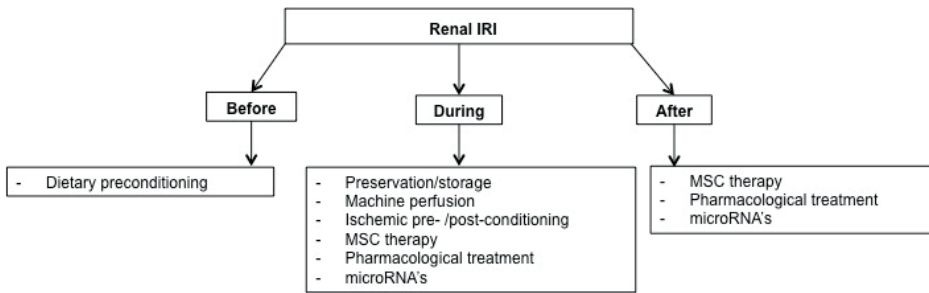 Renal IRI
Before
During
After
- Dietary preconditioning
- Preservation/storage
- Machine perfusion
- Ischemic pre- /post-conditioning
- MSC therapy
- Pharmacological treatment
- microRNA's
- MSC therapy
- Pharmacological treatment
- microRNA's